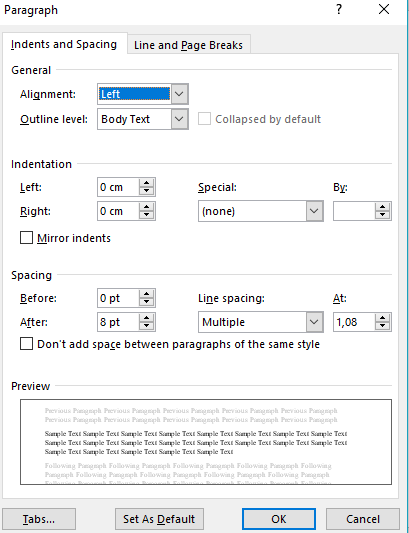 Paragraph ? ×
Indents and Spacing Line and Page Breaks
General
Alignment: Left
Outline level: Body Text Collapsed by default
Indentation
Left: 0 cm Special: By:
Right: 0 cm (none)
Mirror indents
Spacing
Before: 0 pt Line spacing: At:
After: 8 pt Multiple 1,08
Don't add space between paragraphs of the same style
Preview
Previous Paragraph Previous Paragraph Previous Paragraph Previous Paragraph Previous Paragraph
Previous Paragraph Previous Paragraph Previous Paragraph Previous Paragraph Previous Paragraph
Sample Text Sample Text Sample Text Sample Text Sample Text Sample Text Sample Text Sample Text
Sample Text Sample Text Sample Text Sample Text Sample Text Sample Text Sample Text Sample Text
Sample Text Sample Text Sample Text Sample Text Sample Text
Following Paragraph Following Paragraph Following Paragraph Following Paragraph
Paragraph Following Paragraph Following Paragraph Following Paragraph Following
Following Paragraph Following Paragraph Following Paragraph Following Paragraph
Tabs... Set As Default OK Cancel